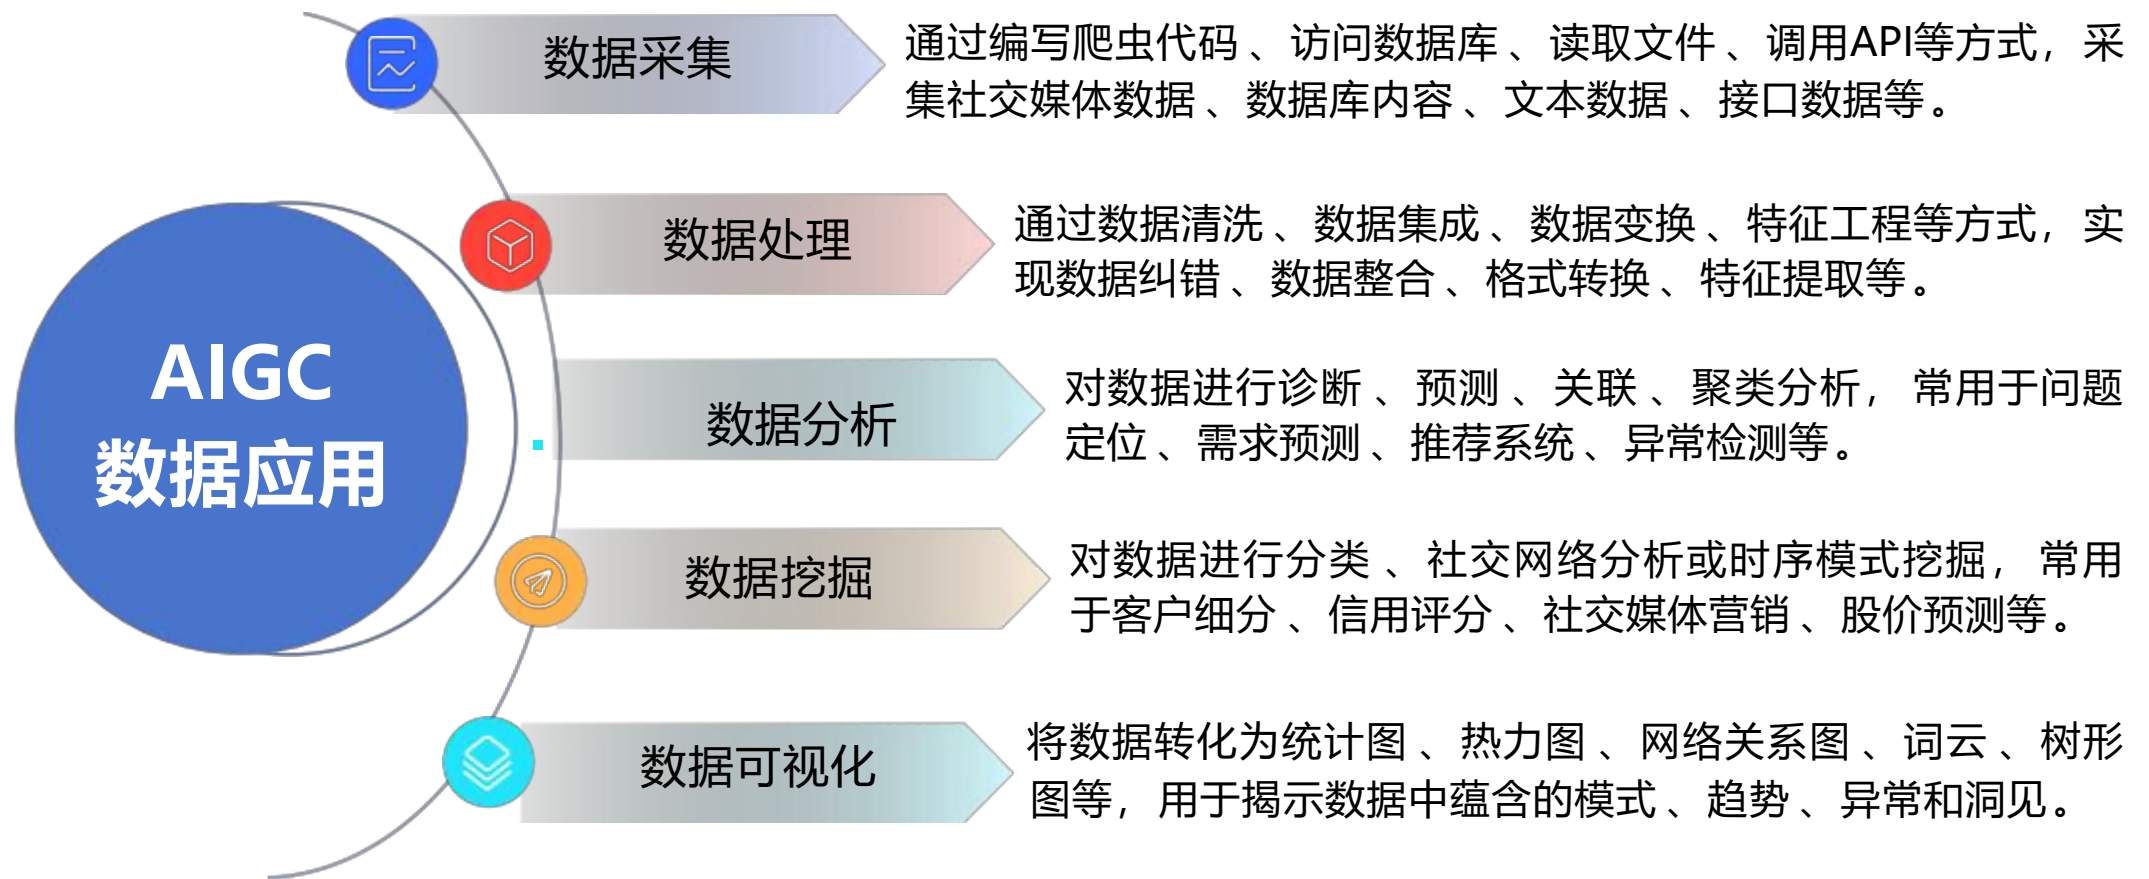 AIGC
数据应用
数据采集
通过编写爬虫代码、访问数据库、读取文件、调用API等方式，采
集社交媒体数据、数据库内容、文本数据、接口数据等。
数据处理
通过数据清洗、数据集成、数据变换、特征工程等方式，实
现数据纠错、数据整合、格式转换、特征提取等。
数据分析
对数据进行诊断、预测、关联、聚类分析，常用于问题
定位、需求预测、推荐系统、异常检测等。
数据挖掘
对数据进行分类、社交网络分析或时序模式挖掘，常用
于客户细分、信用评分、社交媒体营销、股价预测等。
数据可视化
将数据转化为统计图、热力图、网络关系图、词云、树形
图等，用于揭示数据中蕴含的模式、趋势、异常和洞见。